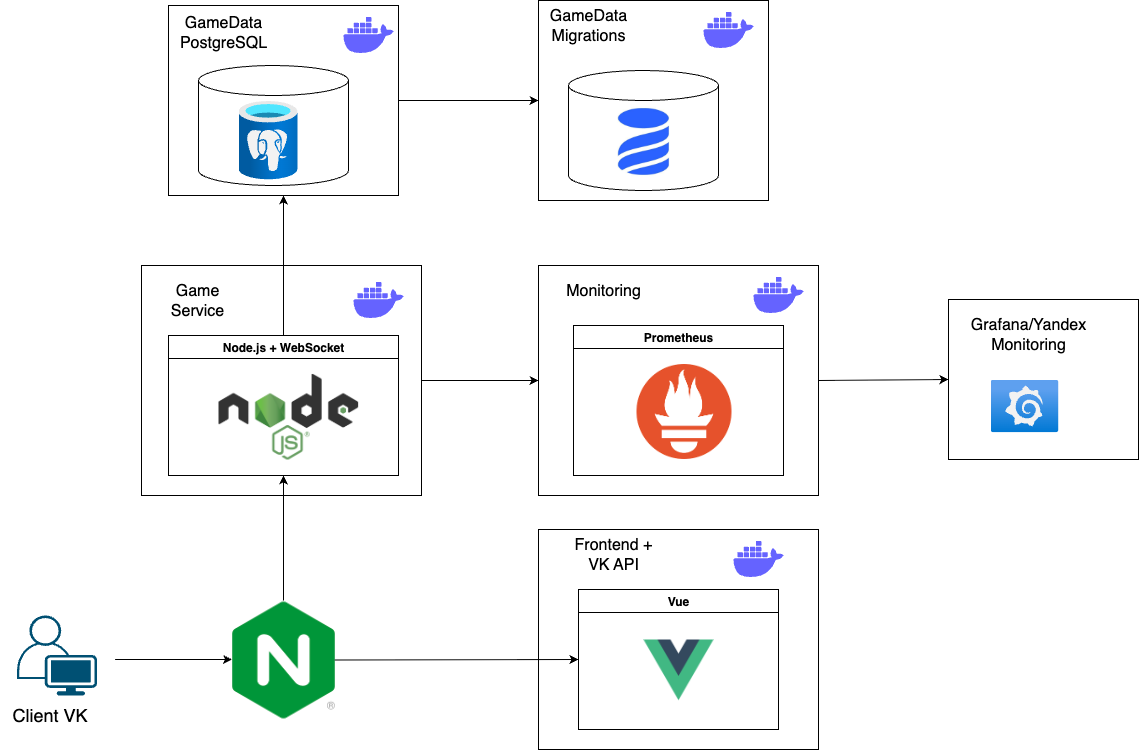 GameData
PostgreSQL
GameData
Migrations
Game
Service
Node.js + WebSocket
node
JS
®
Monitoring
Prometheus
Grafana/Yandex
Monitoring
Frontend +
VK API
Vue
N
®
Client VK